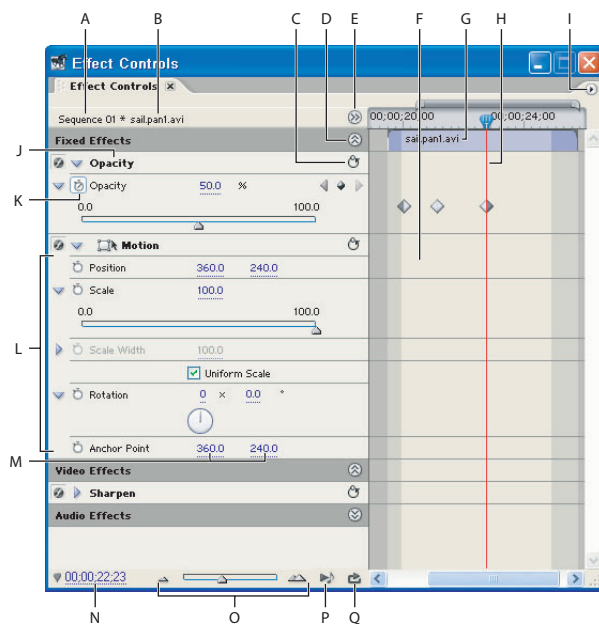 A B C D E F G H I
Effect Controls
Effect Controls x
Sequence 01 * sail.pan1.avi
00;00;20;00 00;00;24;00
Fixed Effects
sail.pan1.avi
J
Opacity
Opacity 50.0 %
K
0.0 100.0
Motion
Position 360.0 240.0
Scale 100.0
0.0 100.0
L
Scale Width 100.0
Uniform Scale
Rotation 0 x 0.0 °
Anchor Point 360.0 240.0
M
Video Effects
Sharpen
Audio Effects
00;00;22;23
N O P Q